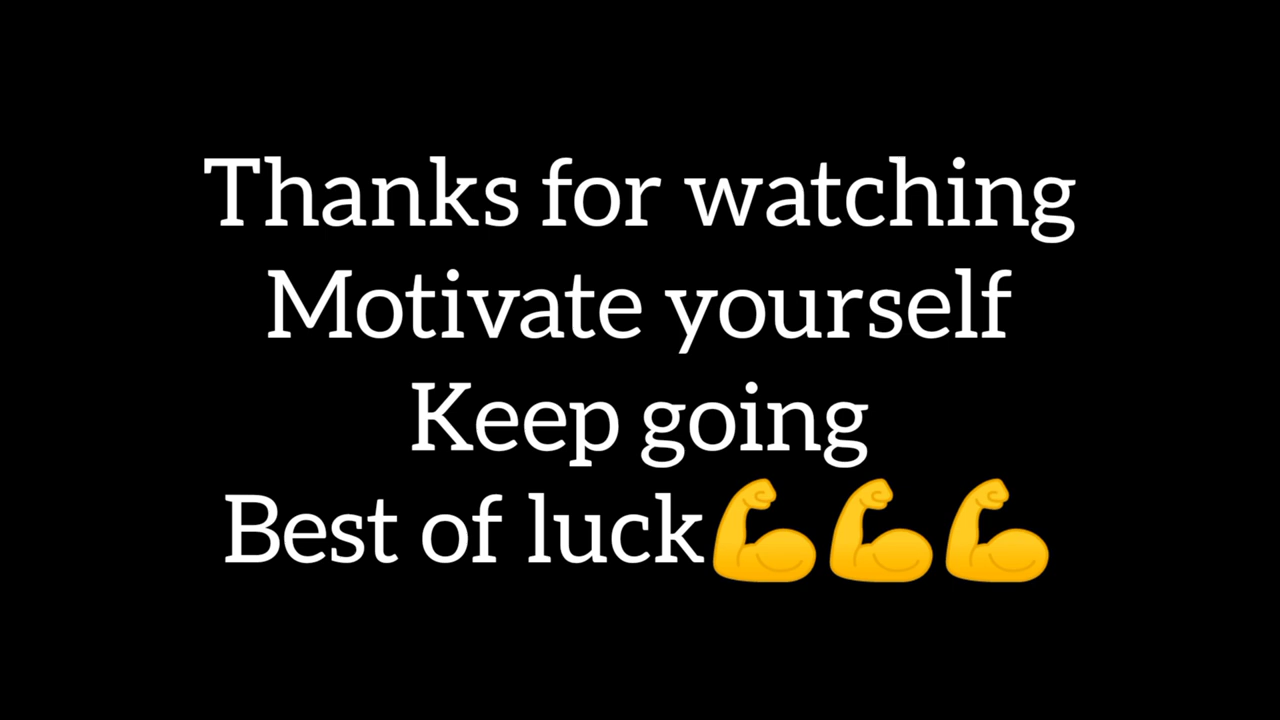 Thanks for watching
Motivate yourself
Keep going
Best of luck💪💪💪